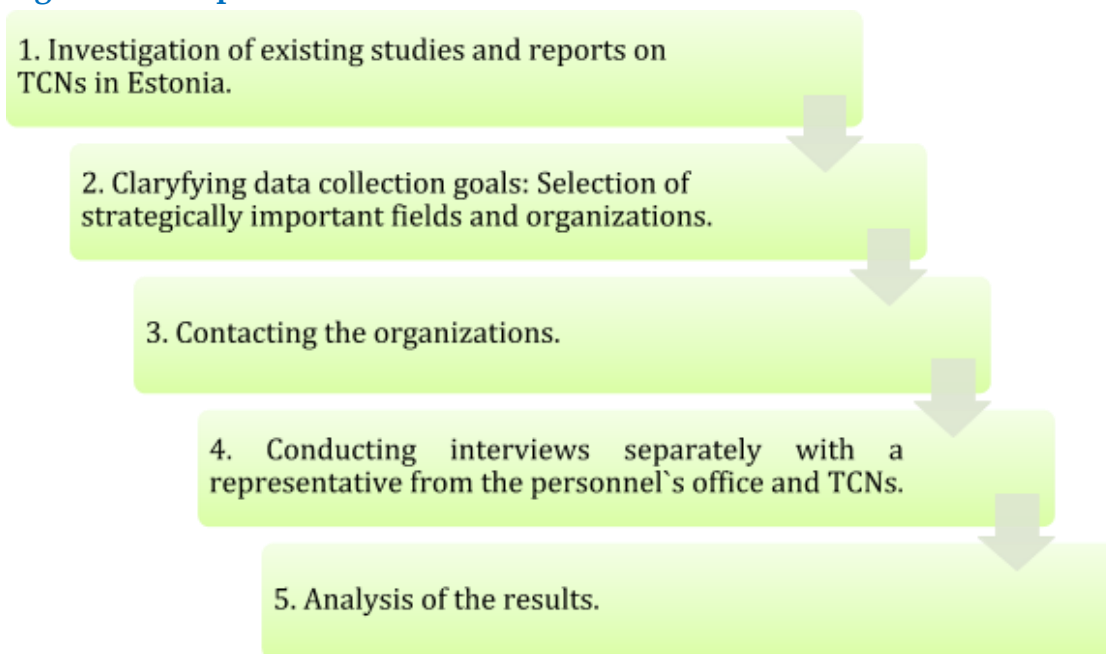 1. Investigation of existing studies and reports on
TCNs in Estonia.
2. Claryfying data collection goals: Selection of
strategically important fields and organizations.
3. Contacting the organizations.
4. Conducting interviews separately with a
representative from the personnel`s office and TCNs.
5. Analysis of the results.